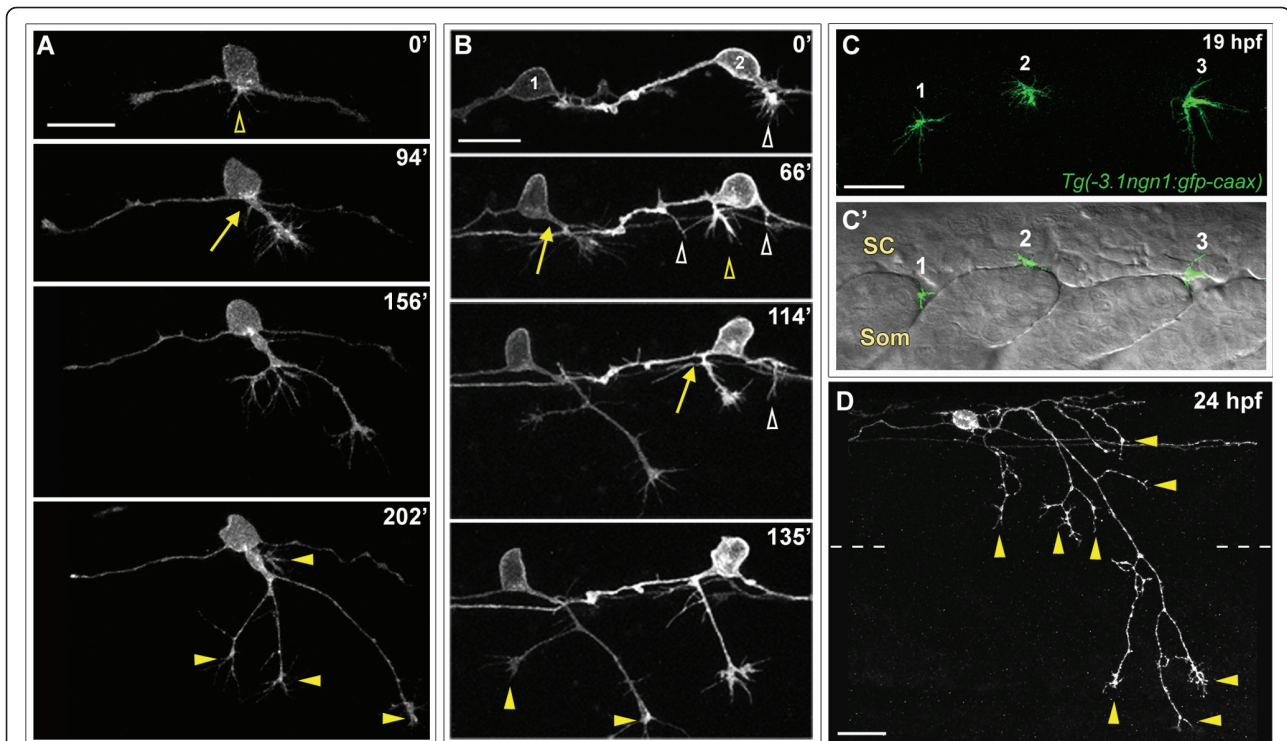 A
0'
94'
156'
202'
B
0'
1
2
66'
114'
135'
C
19 hpf
1
2
3
Tg(-3.1ngn1:gfp-caax)
C'
SC
1
2
3
Som
D
24 hpf